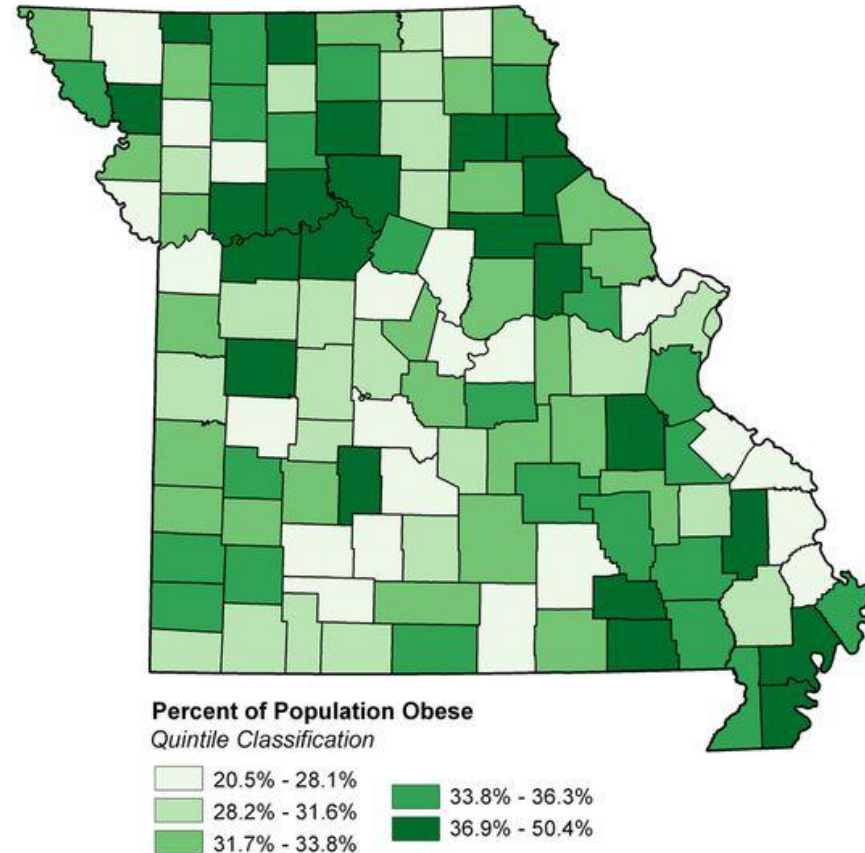 Percent of Population Obese
Quintile Classification
20.5% - 28.1%
28.2% - 31.6%
31.7% - 33.8%
33.8% - 36.3%
36.9% - 50.4%